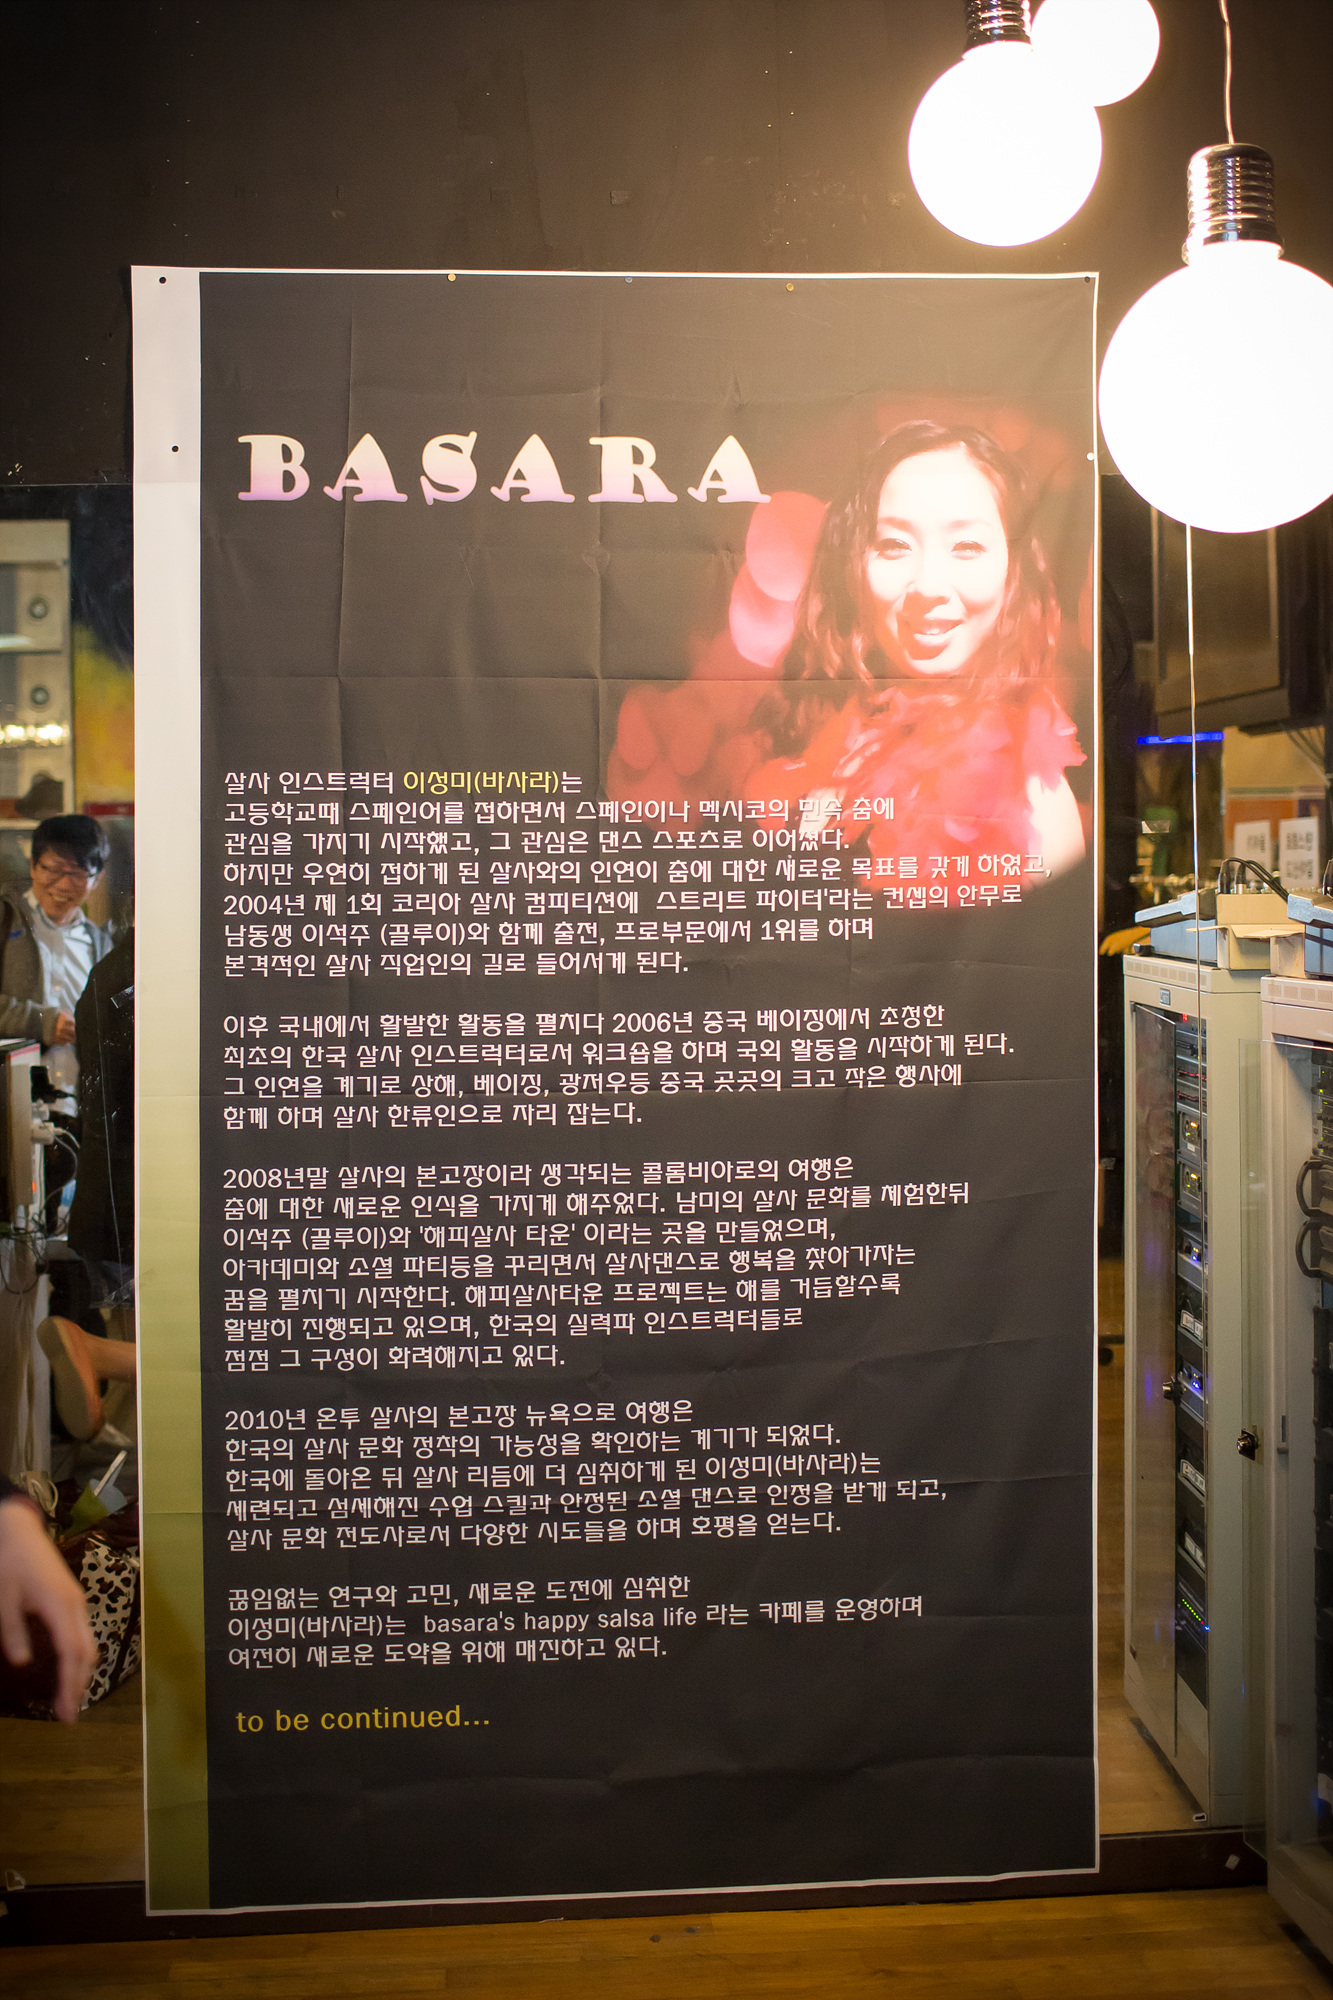 BASARA
살사 인스트럭터 이성미(바사라)는
고등학교때 스페인어를 접하면서 스페인이나 멕시코의 민속 춤에
관심을 가지기 시작했고, 그 관심은 댄스 스포츠로 이어졌다.
하지만 우연히 접하게 된 살사와의 인연이 춤에 대한 새로운 목표를 갖게 하였고,
2004년 제 1회 코리아 살사 컴피티션에 스트리트 파이터'라는 컨셉의 안무로
남동생 이석주 (끌루이)와 함께 출전, 프로부문에서 1위를 하며
본격적인 살사 직업인의 길로 들어서게 된다.
이후 국내에서 활발한 활동을 펼치다 2006년 중국 베이징에서 초청한
최초의 한국 살사 인스트럭터로서 워크숍을 하며 국외 활동을 시작하게 된다.
그 인연을 계기로 상해, 베이징, 광저우등 중국 곳곳의 크고 작은 행사에
함께 하며 살사 한류인으로 자리 잡는다.
2008년말 살사의 본고장이라 생각되는 콜롬비아로의 여행은
춤에 대한 새로운 인식을 가지게 해주었다. 남미의 살사 문화를 체험한뒤
이석주 (끌루이)와 '해피살사 타운' 이라는 곳을 만들었으며,
아카데미와 소셜 파티등을 꾸리면서 살사댄스로 행복을 찾아가자는
꿈을 펼치기 시작한다. 해피살사타운 프로젝트는 해를 거듭할수록
활발히 진행되고 있으며, 한국의 실력파 인스트럭터들로
점점 그 구성이 화려해지고 있다.
2010년 온투 살사의 본고장 뉴욕으로 여행은
한국의 살사 문화 정착의 가능성을 확인하는 계기가 되었다.
한국에 돌아온 뒤 살사 리듬에 더 심취하게 된 이성미(바사라)는
세련되고 섬세해진 수업 스킬과 안정된 소셜 댄스로 인정을 받게 되고,
살사 문화 전도사로서 다양한 시도들을 하며 호평을 얻는다.
끊임없는 연구와 고민, 새로운 도전에 심취한
이성미(바사라)는 basara's happy salsa life 라는 카페를 운영하며
여전히 새로운 도약을 위해 매진하고 있다.
to be continued...